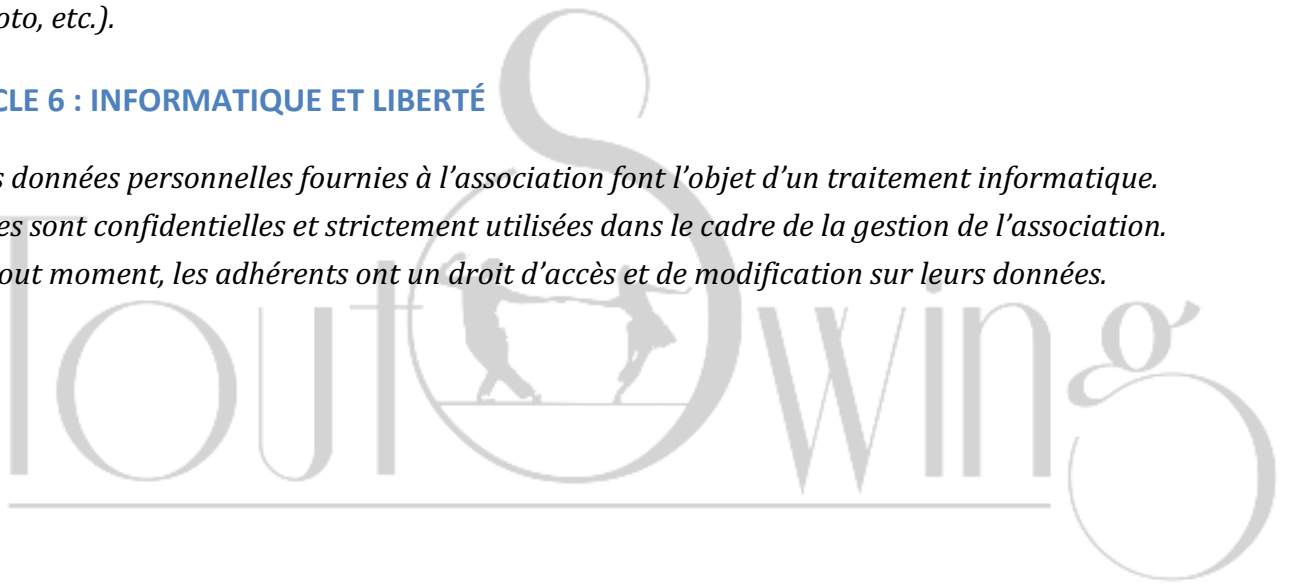 oto, etc.).
CLE 6 : INFORMATIQUE ET LIBERTÉ
s données personnelles fournies à l’association font l’objet d’un traitement informatique.
es sont confidentielles et strictement utilisées dans le cadre de la gestion de l’association.
out moment, les adhérents ont un droit d’accès et de modification sur leurs données.
Tout Swing